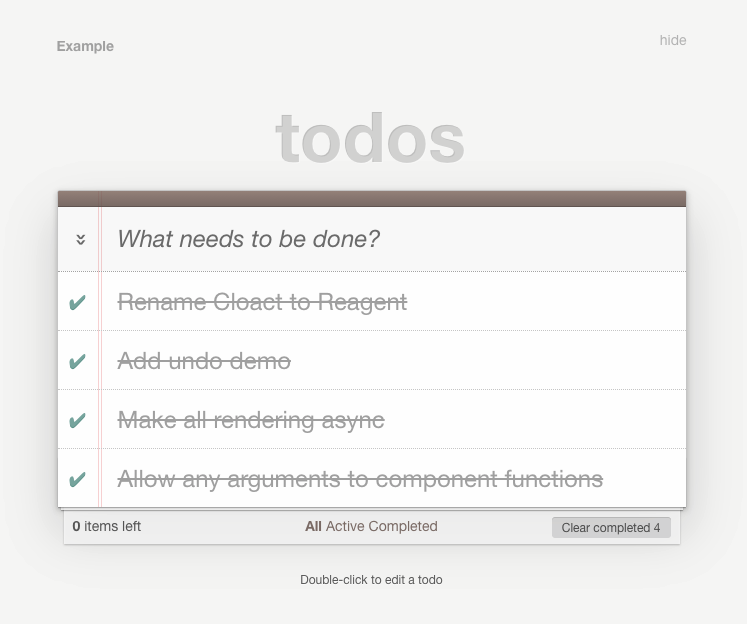 Example
hide
todos
What needs to be done?
Rename Cloact to Reagent
Add undo demo
Make all rendering async
Allow any arguments to component functions
0 items left
All Active Completed
Clear completed 4
Double-click to edit a todo